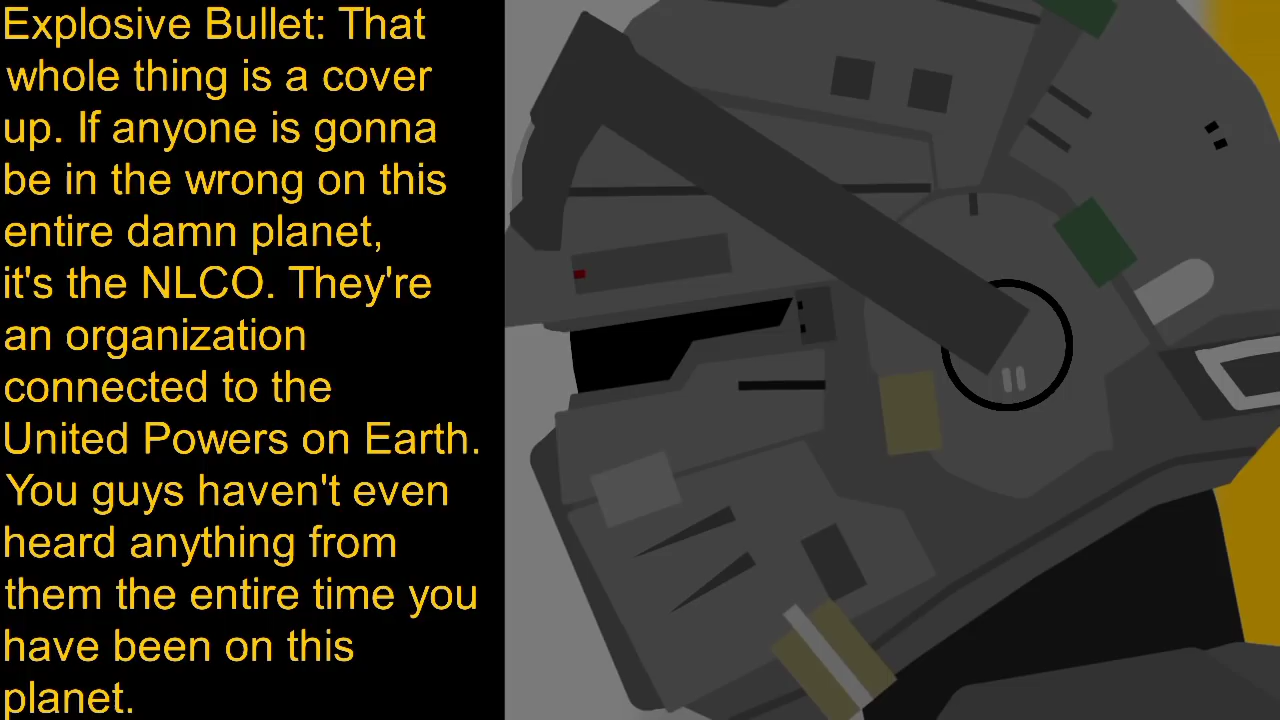 Explosive Bullet: That
whole thing is a cover
up. If anyone is gonna
be in the wrong on this
entire damn planet,
it's the NLCO. They're
an organization
connected to the
United Powers on Earth.
You guys haven't even
heard anything from
them the entire time you
have been on this
planet.